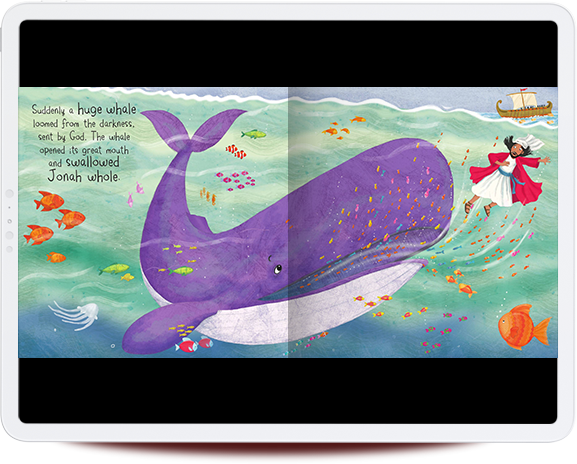 Suddenly a huge whale
loomed from the darkness,
sent by God. The whale
opened its great mouth
and swallowed
Jonah whole.